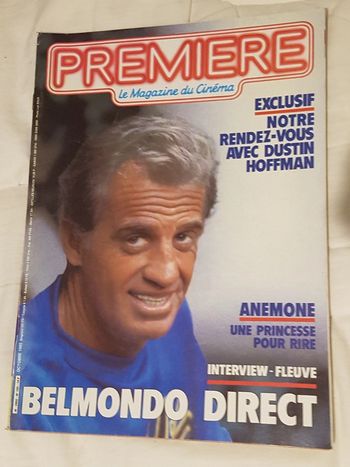 PREMIERE
Le Magazine du Cinéma
EXCLUSIF
NOTRE
RENDEZ-VOUS
AVEC DUSTIN
HOFFMAN
ANEMONE
UNE PRINCESSE
POUR RIRE
INTERVIEW-FLEUVE
BELMONDO DIRECT